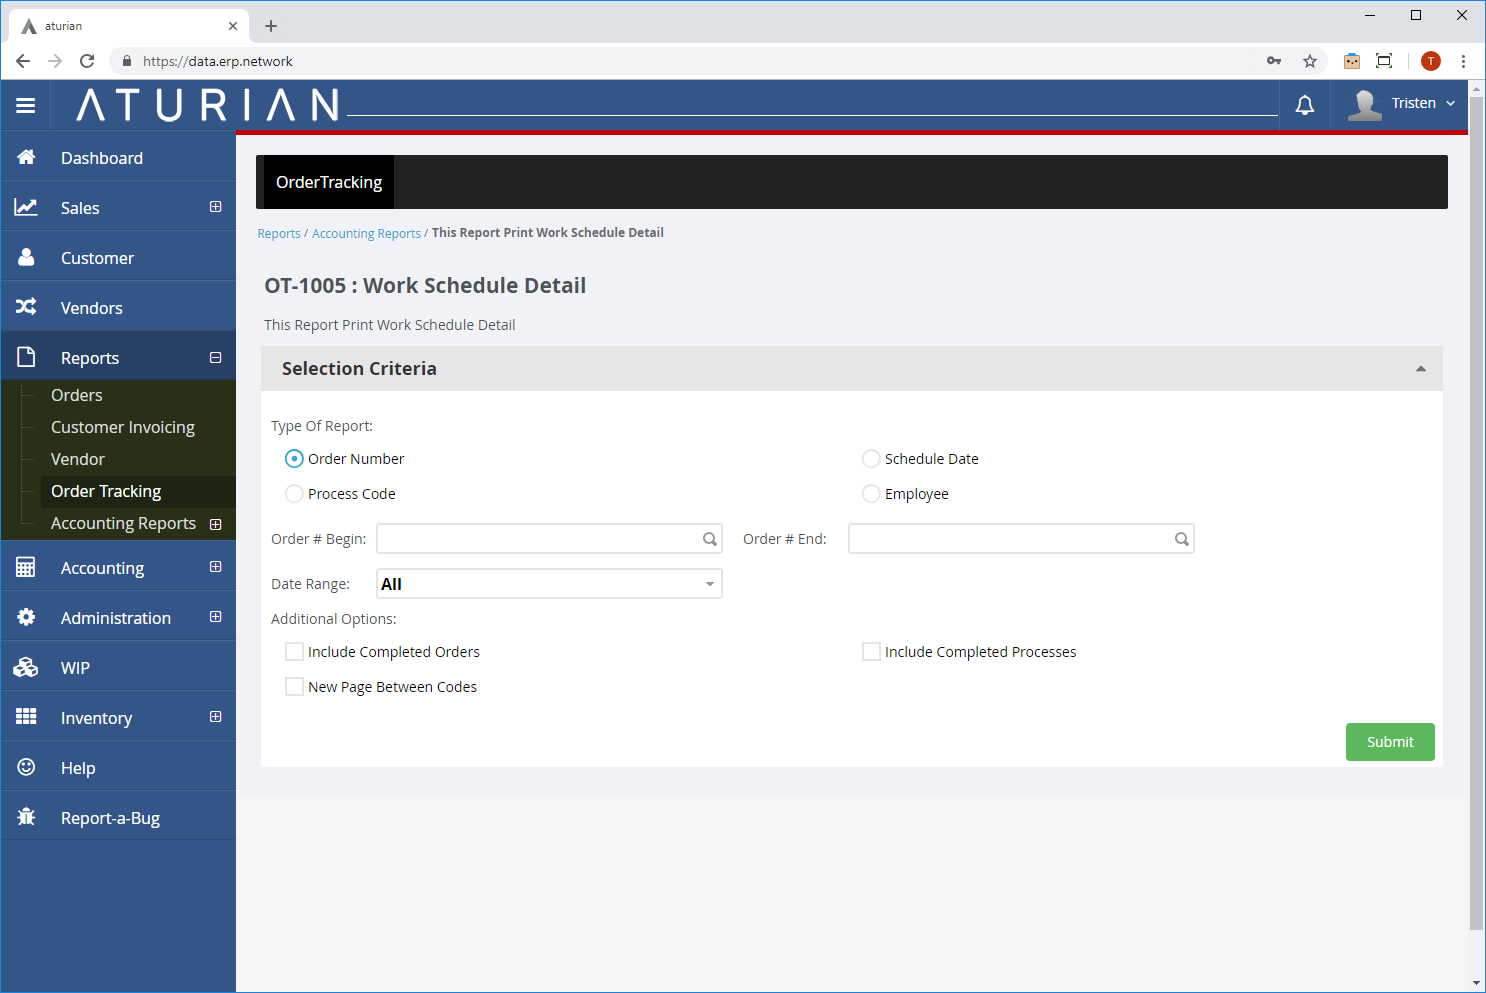 aturian
https://data.erp.network
T
ATURIAN
Tristen
Dashboard
Sales
Customer
Vendors
Reports
Orders
Customer Invoicing
Vendor
Order Tracking
Accounting Reports
Accounting
Administration
WIP
Inventory
Help
Report-a-Bug
OrderTracking
Reports / Accounting Reports / This Report Print Work Schedule Detail
OT-1005 : Work Schedule Detail
This Report Print Work Schedule Detail
Selection Criteria
Type Of Report:
Order Number Schedule Date
Process Code Employee
Order # Begin: Order # End:
Date Range: All
Additional Options:
Include Completed Orders Include Completed Processes
New Page Between Codes
Submit